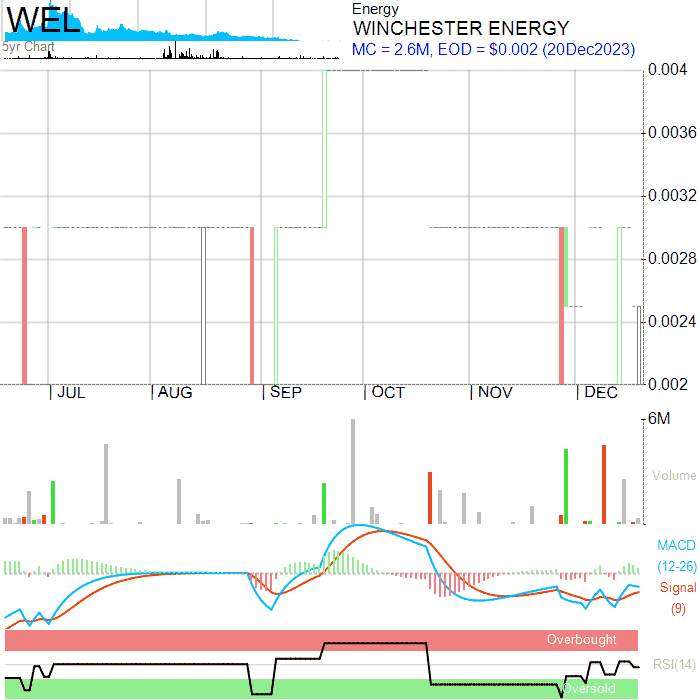 WEL
5yr Chart
Energy
WINCHESTER ENERGY
MC = 2.6M, EOD = $0.002 (20Dec2023)
0.004
0.0036
0.0032
0.0028
0.0024
0.002
JUL AUG SEP OCT NOV DEC
6M
Volume
MACD
(12-26)
Signal
(9)
Overbought
RSI(14)
Oversold